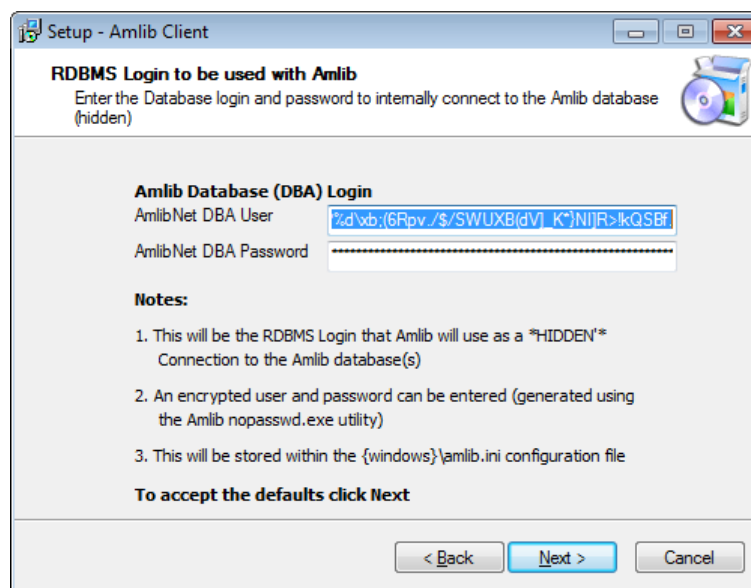 Setup - Amlib Client
RDBMS Login to be used with Amlib
Enter the Database login and password to internally connect to the Amlib database
(hidden)
Amlib Database (DBA) Login
AmlibNet DBA User
AmlibNet DBA Password
Notes:
1. This will be the RDBMS Login that Amlib will use as a *HIDDEN'*
Connection to the Amlib database(s)
2. An encrypted user and password can be entered (generated using
the Amlib nopasswd.exe utility)
3. This will be stored within the {windows}\amlib.ini configuration file
To accept the defaults click Next
< Back
Next >
Cancel